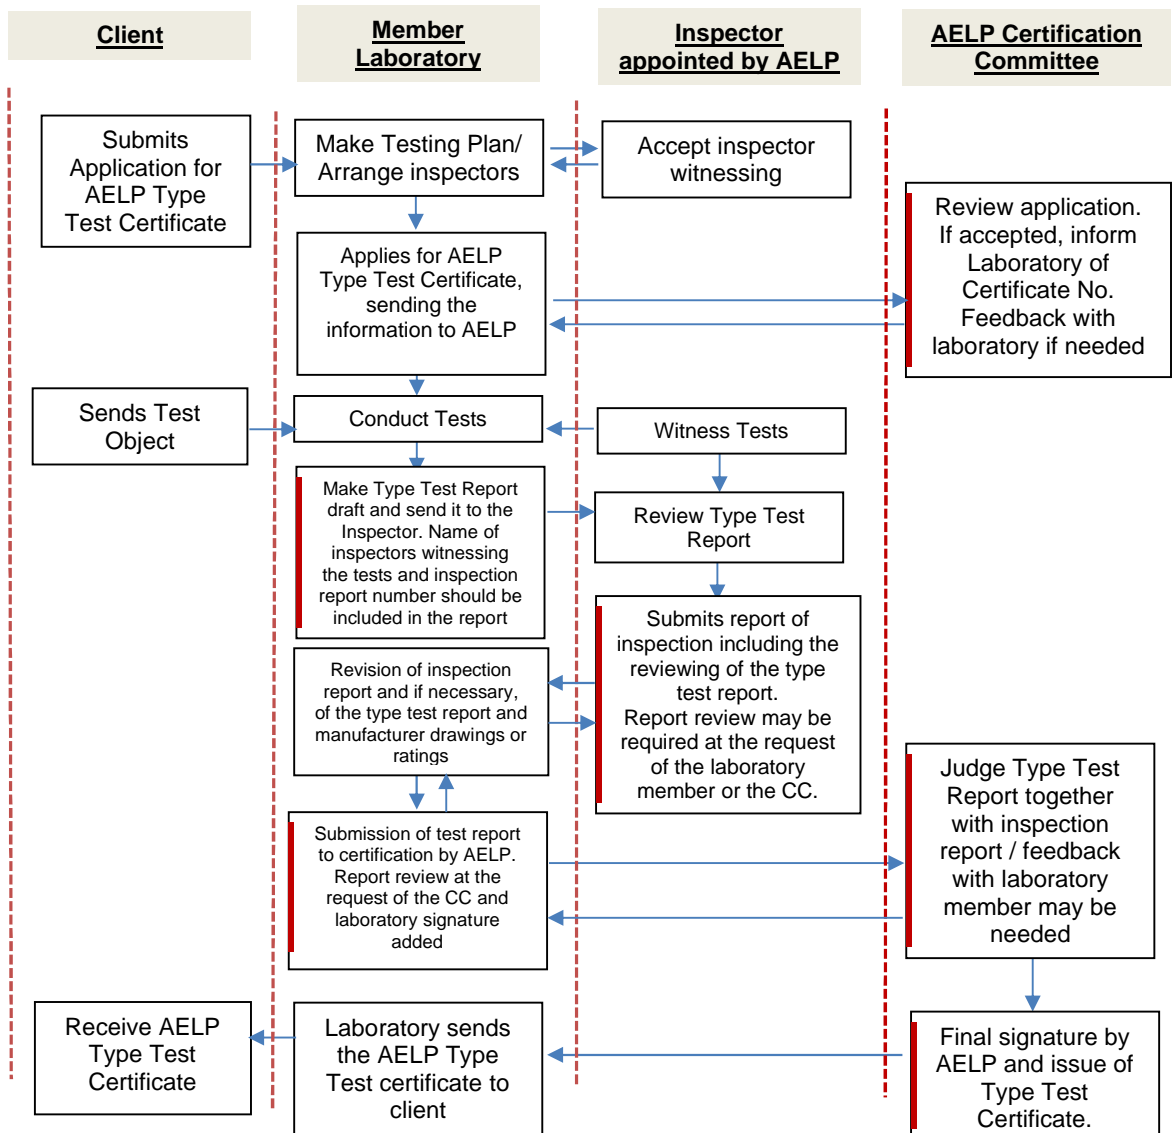 Client
Member
Laboratory
Inspector
appointed by AELP
AELP Certification
Committee
Submits
Application for
AELP Type
Test Certificate
Make Testing Plan/
Arrange inspectors
Accept inspector
witnessing
Review application.
If accepted, inform
Laboratory of
Certificate No.
Feedback with
laboratory if needed
Applies for AELP
Type Test Certificate,
sending the
information to AELP
Sends Test
Object
Conduct Tests
Witness Tests
Make Type Test Report
draft and send it to the
Inspector. Name of
inspectors witnessing
the tests and inspection
report number should be
included in the report
Review Type Test
Report
Submits report of
inspection including the
reviewing of the type
test report.
Report review may be
required at the request
of the laboratory
member or the CC.
Revision of inspection
report and if necessary,
of the type test report and
manufacturer drawings or
ratings
Submission of test report
to certification by AELP.
Report review at the
request of the CC and
laboratory signature
added
Judge Type Test
Report together
with inspection
report / feedback
with laboratory
member may be
needed
Receive AELP
Type Test
Certificate
Laboratory sends
the AELP Type
Test certificate to
client
Final signature by
AELP and issue of
Type Test
Certificate.